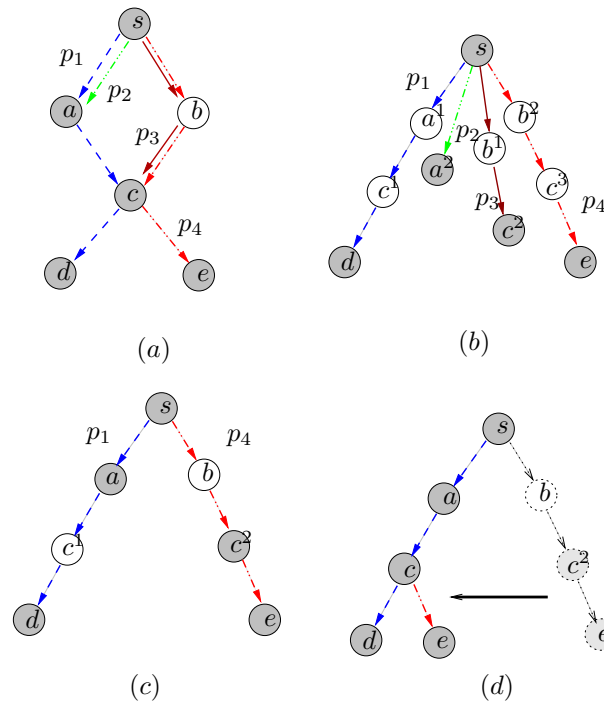 s
p₁
p₂
a
b
p₃
c
p₄
d
e
(a)
s
p₁
a¹
b²
p₂
b¹
a²
c¹
c³
p₃
p₄
c²
d
e
(b)
s
p₁
p₄
a
b
c¹
c²
d
e
(c)
s
a
b
c
c²
d
e
e
(d)